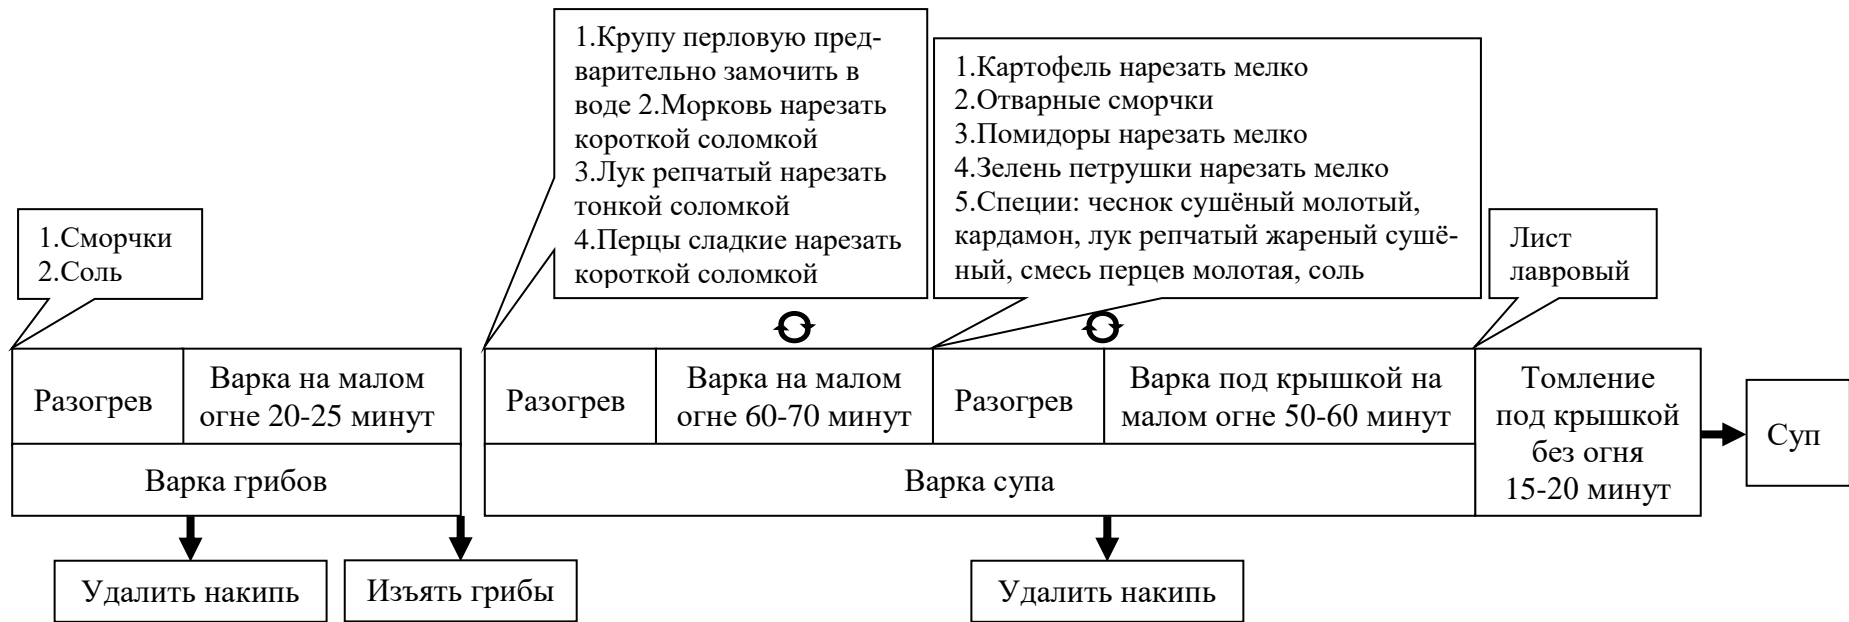 1.Сморчки
2.Соль
1.Крупу перловую пред-
варительно замочить в
воде 2.Морковь нарезать
короткой соломкой
3.Лук репчатый нарезать
тонкой соломкой
4.Перцы сладкие нарезать
короткой соломкой
1.Картофель нарезать мелко
2.Отварные сморчки
3.Помидоры нарезать мелко
4.Зелень петрушки нарезать мелко
5.Специи: чеснок сушёный молотый,
кардамон, лук репчатый жареный сушё-
ный, смесь перцев молотая, соль
Лист
лавровый
Разогрев
Варка на малом
огне 20-25 минут
Варка грибов
Разогрев
Варка на малом
огне 60-70 минут
Разогрев
Варка под крышкой на
малом огне 50-60 минут
Варка супа
Томление
под крышкой
без огня
15-20 минут
Суп
Удалить накипь
Изъять грибы
Удалить накипь